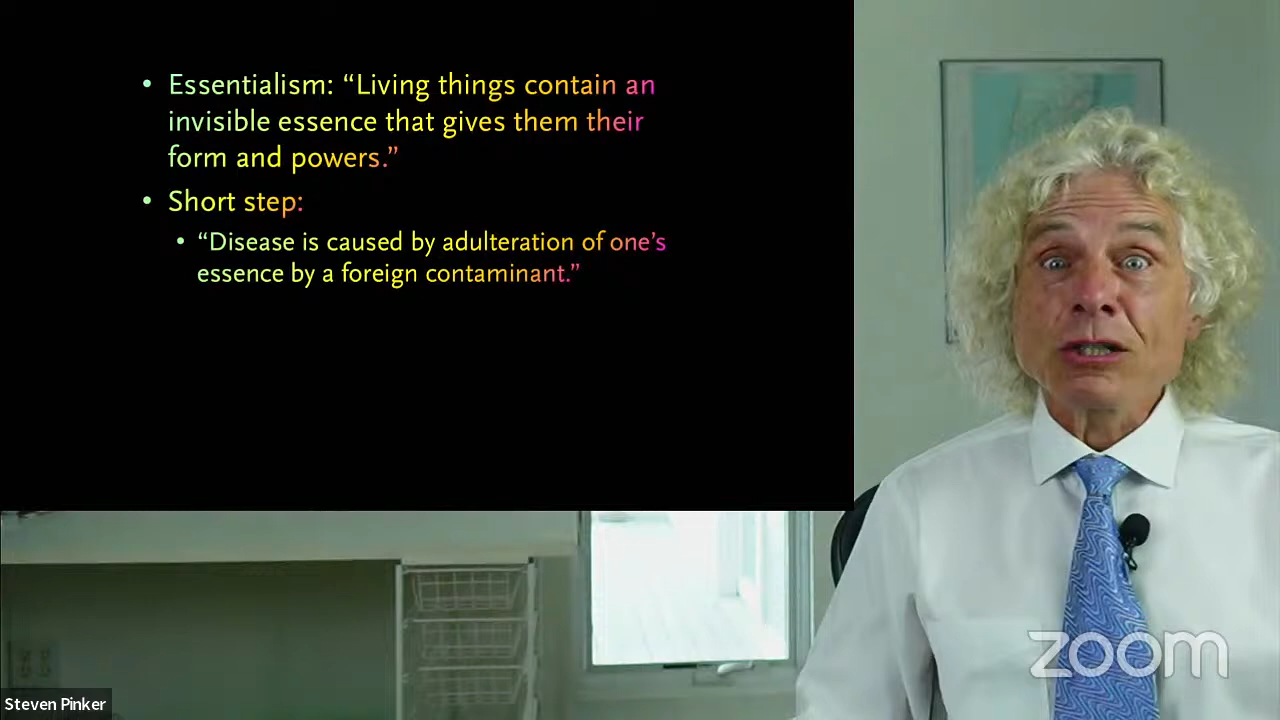 • Essentialism: “Living things contain an
invisible essence that gives them their
form and powers.”
• Short step:
• “Disease is caused by adulteration of one’s
essence by a foreign contaminant.”
zoom
Steven Pinker